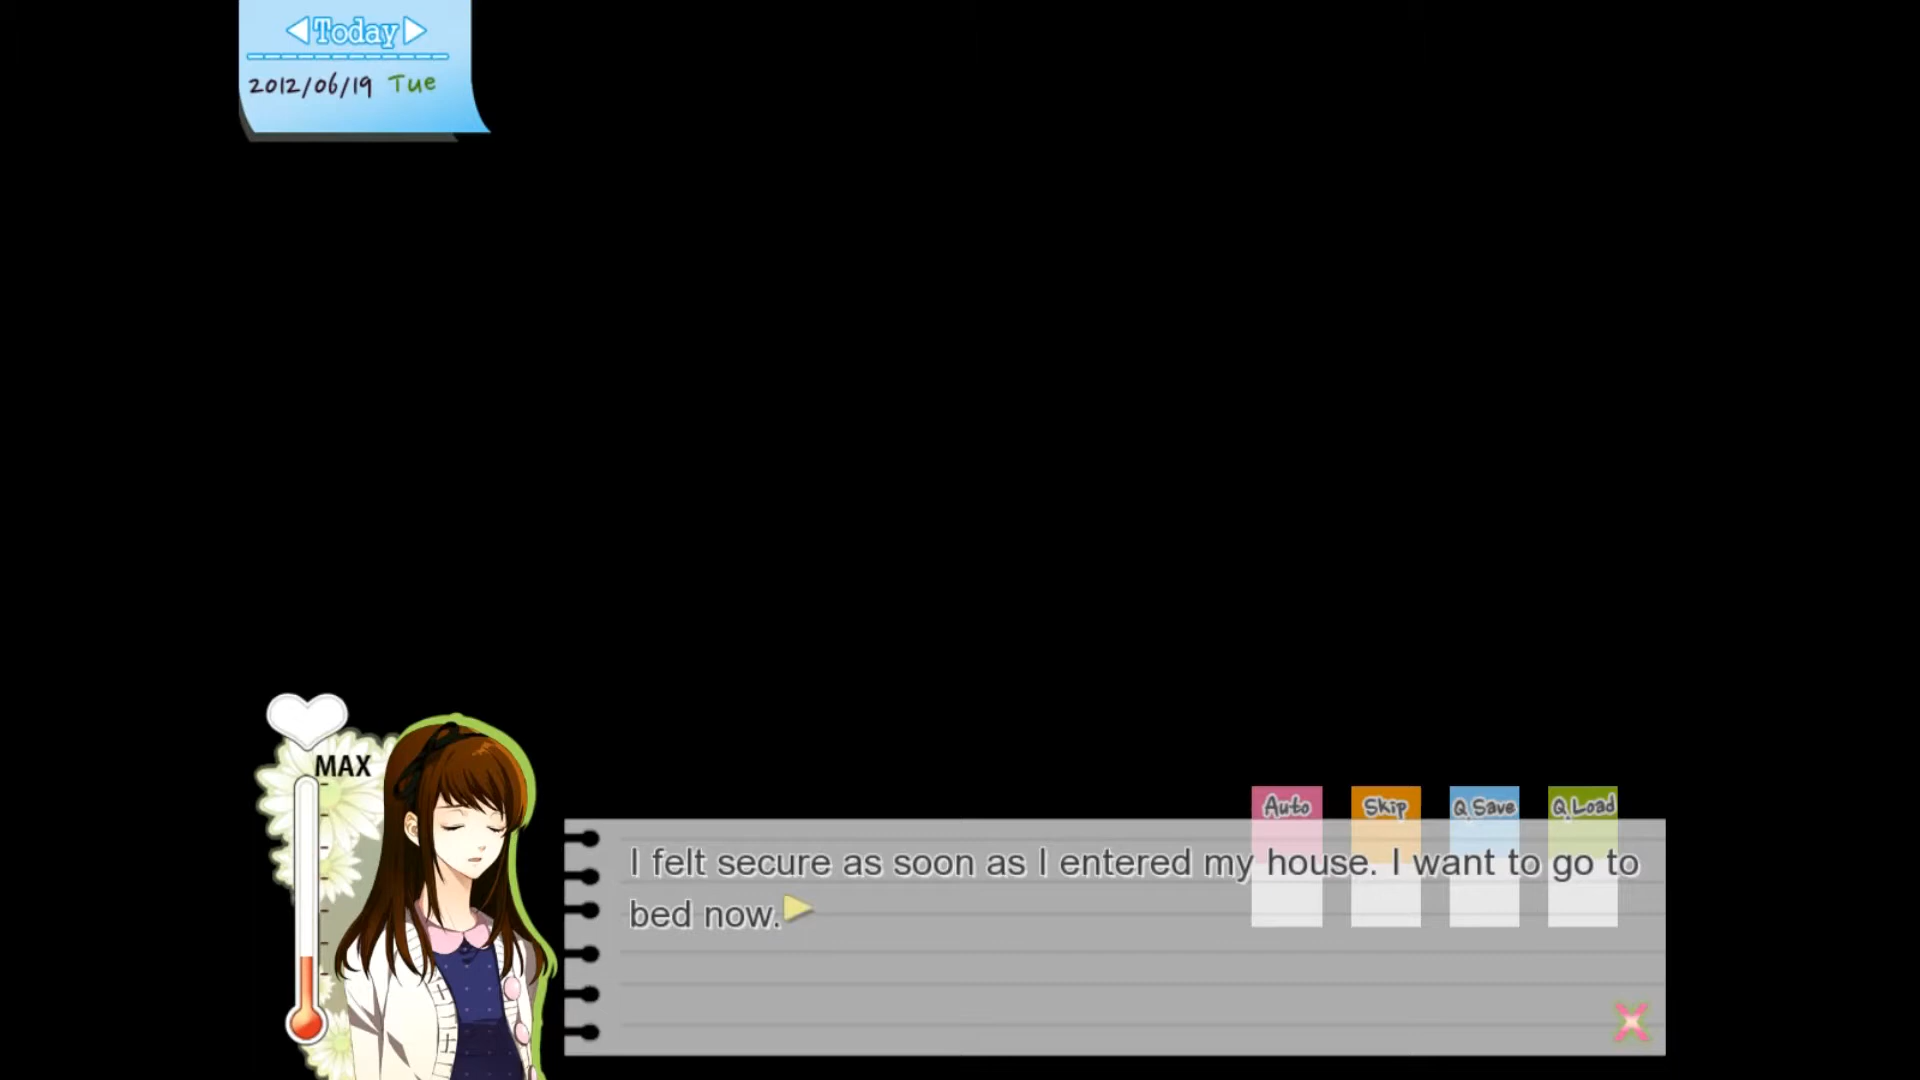 Today
2012/06/19 Tue
MAX
Auto
Skip
Q.Save
Q.Load
I felt secure as soon as I entered my house. I want to go to
bed now.